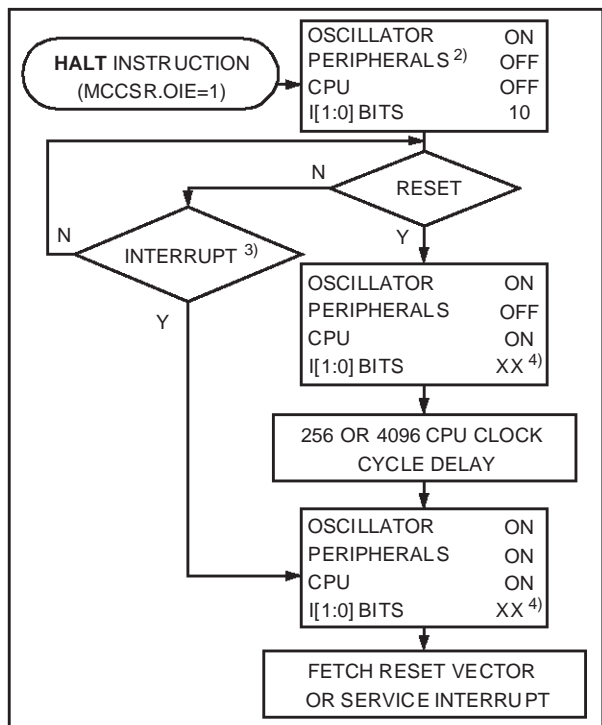 HALT INSTRUCTION
(MCCSR.OIE=1)
OSCILLATOR ON
PERIPHERALS 2) OFF
CPU OFF
I[1:0] BITS 10
N
RESET
N
INTERRUPT 3)
Y
Y
OSCILLATOR ON
PERIPHERALS OFF
CPU ON
I[1:0] BITS XX 4)
256 OR 4096 CPU CLOCK
CYCLE DELAY
OSCILLATOR ON
PERIPHERALS ON
CPU ON
I[1:0] BITS XX 4)
FETCH RESET VECTOR
OR SERVICE INTERRUPT